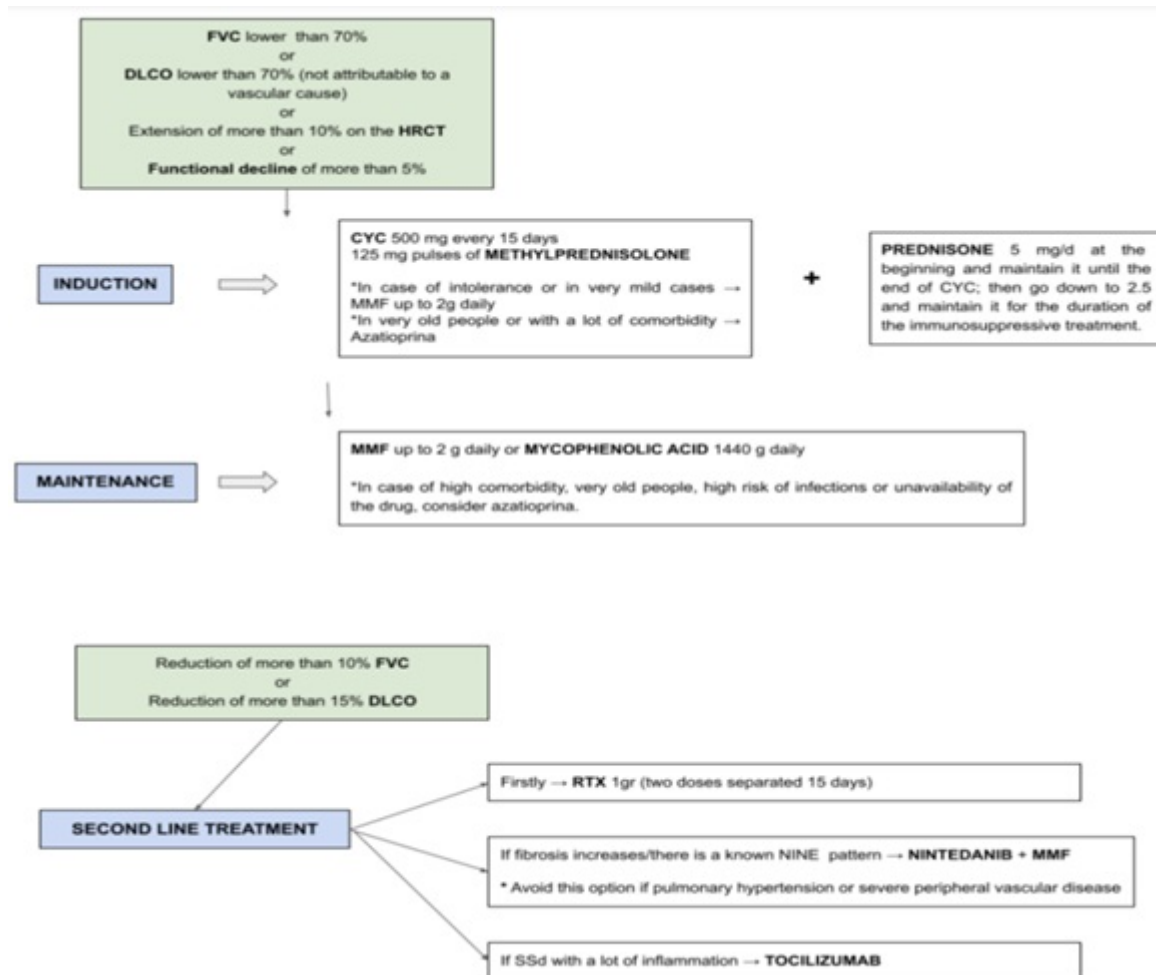 FVC lower than 70%
or
DLCO lower than 70% (not attributable to a
vascular cause)
or
Extension of more than 10% on the HRCT
or
Functional decline of more than 5%
INDUCTION
CYC 500 mg every 15 days
125 mg pulses of METHYLPREDNISOLONE
*In case of intolerance or in very mild cases →
MMF up to 2g daily
*In very old people or with a lot of comorbidity →
Azatioprina
+
PREDNISONE 5 mg/d at the
beginning and maintain it until the
end of CYC; then go down to 2.5
and maintain it for the duration of
the immunosuppressive treatment.
MAINTENANCE
MMF up to 2 g daily or MYCOPHENOLIC ACID 1440 g daily
*In case of high comorbidity, very old people, high risk of infections or unavailability of
the drug, consider azatioprina.
Reduction of more than 10% FVC
or
Reduction of more than 15% DLCO
SECOND LINE TREATMENT
Firstly → RTX 1gr (two doses separated 15 days)
If fibrosis increases/there is a known NINE pattern → NINTEDANIB + MMF
* Avoid this option if pulmonary hypertension or severe peripheral vascular disease
If SSd with a lot of inflammation → TOCILIZUMAB